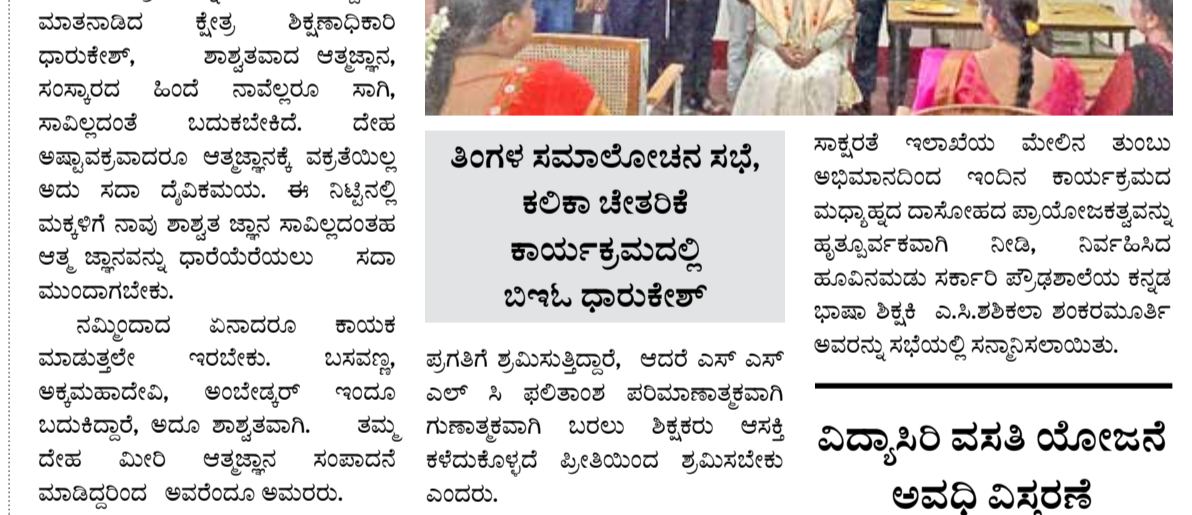 ಮಾತನಾಡಿದ ಕ್ಷೇತ್ರ ಶಿಕ್ಷಣಾಧಿಕಾರಿ
ಧಾರುಕೇಶ್, ಶಾಶ್ವತವಾದ ಆತ್ಮಜ್ಞಾನ,
ಸಂಸ್ಕಾರದ ಹಿಂದೆ ನಾವೆಲ್ಲರೂ ಸಾಗಿ,
ಸಾವಿಲ್ಲದಂತೆ ಬದುಕಬೇಕಿದೆ. ದೇಹ
ಅಷ್ಟಾವಕ್ರವಾದರೂ ಆತ್ಮಜ್ಞಾನಕ್ಕೆ ವಕ್ರತೆಯಿಲ್ಲ
ಅದು ಸದಾ ದೈವಿಕಮಯ. ಈ ನಿಟ್ಟಿನಲ್ಲಿ
ಮಕ್ಕಳಿಗೆ ನಾವು ಶಾಶ್ವತ ಜ್ಞಾನ ಸಾವಿಲ್ಲದಂತಹ
ಆತ್ಮ ಜ್ಞಾನವನ್ನು ಧಾರೆಯೆರೆಯಲು ಸದಾ
ಮುಂದಾಗಬೇಕು.
ನಮ್ಮಿಂದಾದ ಏನಾದರೂ ಕಾಯಕ
ಮಾಡುತ್ತಲೇ ಇರಬೇಕು. ಬಸವಣ್ಣ,
ಅಕ್ಕಮಹಾದೇವಿ, ಅಂಬೇಡ್ಕರ್ ಇಂದೂ
ಬದುಕಿದ್ದಾರೆ, ಅದೂ ಶಾಶ್ವತವಾಗಿ. ತಮ್ಮ
ದೇಹ ಮೀರಿ ಆತ್ಮಜ್ಞಾನ ಸಂಪಾದನೆ
ಮಾಡಿದ್ದರಿಂದ ಅವರೆಂದೂ ಅಮರರು.
ತಿಂಗಳ ಸಮಾಲೋಚನ ಸಭೆ,
ಕಲಿಕಾ ಚೇತರಿಕೆ
ಕಾರ್ಯಕ್ರಮದಲ್ಲಿ
ಬಿಇಓ ಧಾರುಕೇಶ್
ಪ್ರಗತಿಗೆ ಶ್ರಮಿಸುತ್ತಿದ್ದಾರೆ, ಆದರೆ ಎಸ್ ಎಸ್
ಎಲ್ ಸಿ ಫಲಿತಾಂಶ ಪರಿಮಾಣಾತ್ಮಕವಾಗಿ
ಗುಣಾತ್ಮಕವಾಗಿ ಬರಲು ಶಿಕ್ಷಕರು ಆಸಕ್ತಿ
ಕಳೆದುಕೊಳ್ಳದೆ ಪ್ರೀತಿಯಿಂದ ಶ್ರಮಿಸಬೇಕು
ಎಂದರು.
ಸಾಕ್ಷರತೆ ಇಲಾಖೆಯ ಮೇಲಿನ ತುಂಬು
ಅಭಿಮಾನದಿಂದ ಇಂದಿನ ಕಾರ್ಯಕ್ರಮದ
ಮಧ್ಯಾಹ್ನದ ದಾಸೋಹದ ಪ್ರಾಯೋಜಕತ್ವವನ್ನು
ಹೃತ್ಪೂರ್ವಕವಾಗಿ ನೀಡಿ, ನಿರ್ವಹಿಸಿದ
ಹೂವಿನಮಡು ಸರ್ಕಾರಿ ಪ್ರೌಢಶಾಲೆಯ ಕನ್ನಡ
ಭಾಷಾ ಶಿಕ್ಷಕಿ ಎ.ಸಿ.ಶಶಿಕಲಾ ಶಂಕರಮೂರ್ತಿ
ಅವರನ್ನು ಸಭೆಯಲ್ಲಿ ಸನ್ಮಾನಿಸಲಾಯಿತು.
ವಿದ್ಯಾಸಿರಿ ವಸತಿ ಯೋಜನೆ
ಅವಧಿ ವಿಸ್ತರಣೆ